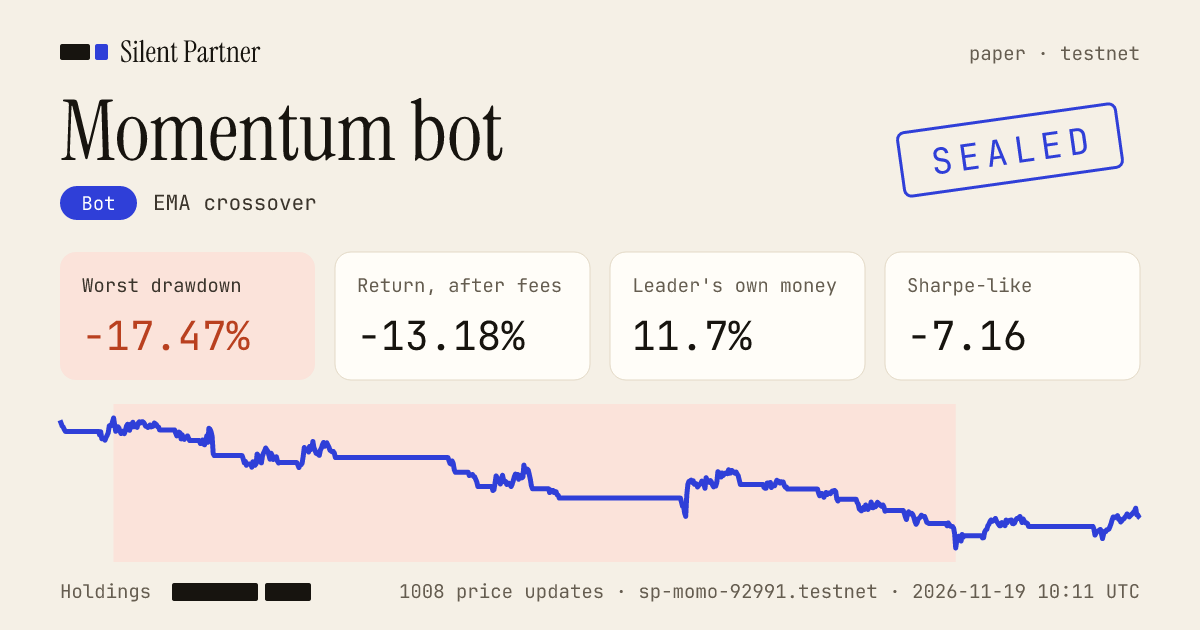 Silent Partner
paper · testnet
Momentum bot
SEALED
Bot EMA crossover
Worst drawdown
-17.47%
Return, after fees
-13.18%
Leader's own money
11.7%
Sharpe-like
-7.16
Holdings
1008 price updates · sp-momo-92991.testnet · 2026-11-19 10:11 UTC